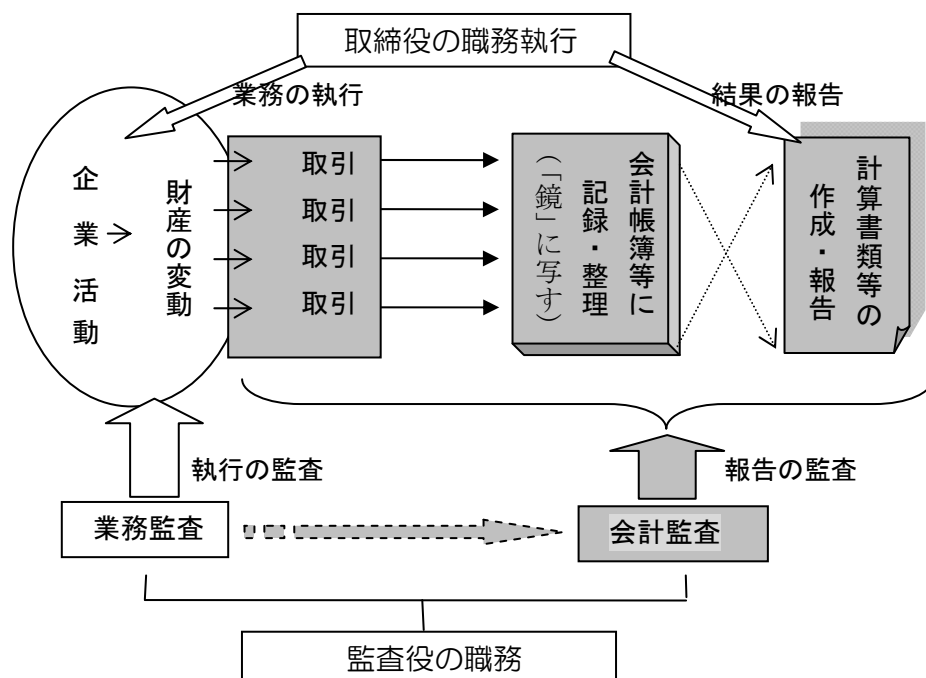 取締役の職務執行
業務の執行
結果の報告
企業活動
財産の変動
取引
取引
取引
取引
会計帳簿等に
記録・整理
（「鏡」に写す）
計算書類等の
作成・報告
執行の監査
報告の監査
業務監査
会計監査
監査役の職務